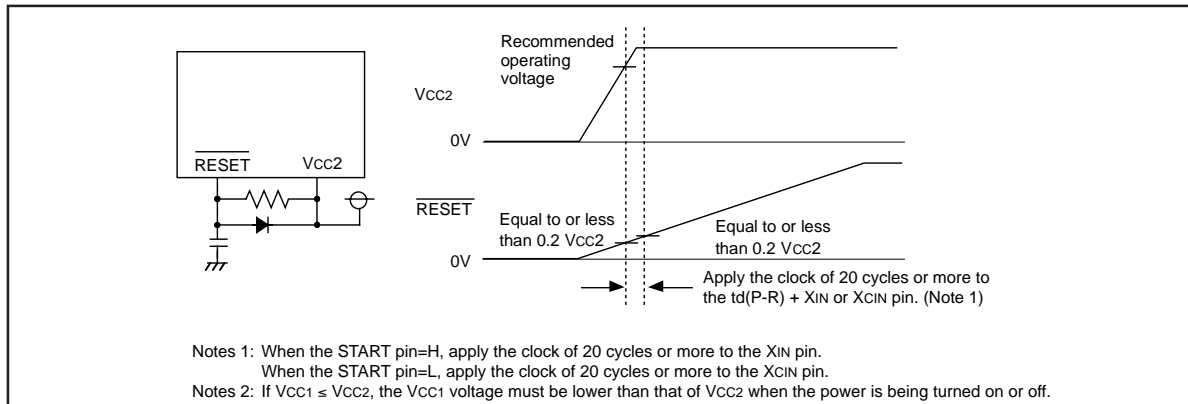 Recommended
operating
voltage
VCC2
0V
RESET VCC2
RESET
Equal to or less
than 0.2 VCC2
Equal to or less
than 0.2 VCC2
0V
Apply the clock of 20 cycles or more to
the td(P-R) + XIN or XCIN pin. (Note 1)
Notes 1: When the START pin=H, apply the clock of 20 cycles or more to the XIN pin.
When the START pin=L, apply the clock of 20 cycles or more to the XCIN pin.
Notes 2: If VCC1 ≤ VCC2, the VCC1 voltage must be lower than that of VCC2 when the power is being turned on or off.